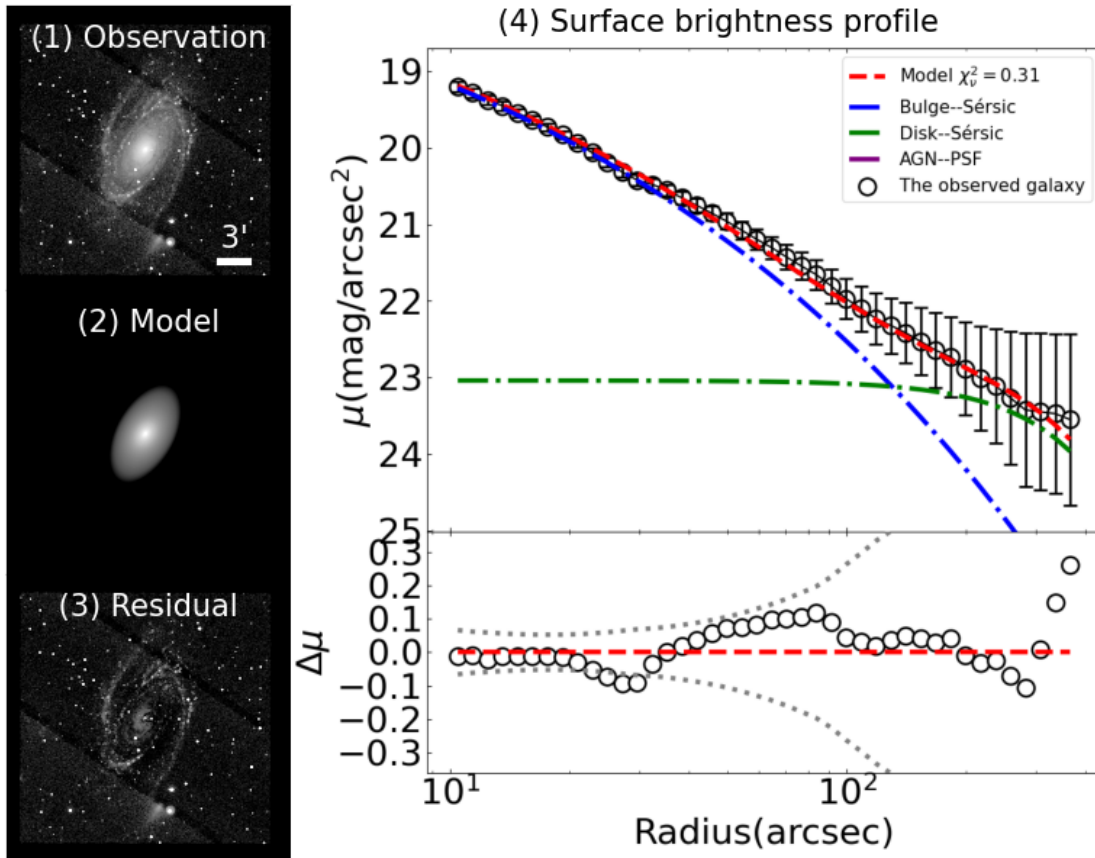 (1) Observation
3'
(2) Model
(3) Residual
(4) Surface brightness profile
Model χ²ᵥ = 0.31
Bulge--Sérsic
Disk--Sérsic
AGN--PSF
The observed galaxy
19
20
21
22
23
24
25
μ(mag/arcsec²)
0.3
0.2
0.1
0.0
−0.1
−0.2
−0.3
Δμ
10¹
10²
Radius(arcsec)